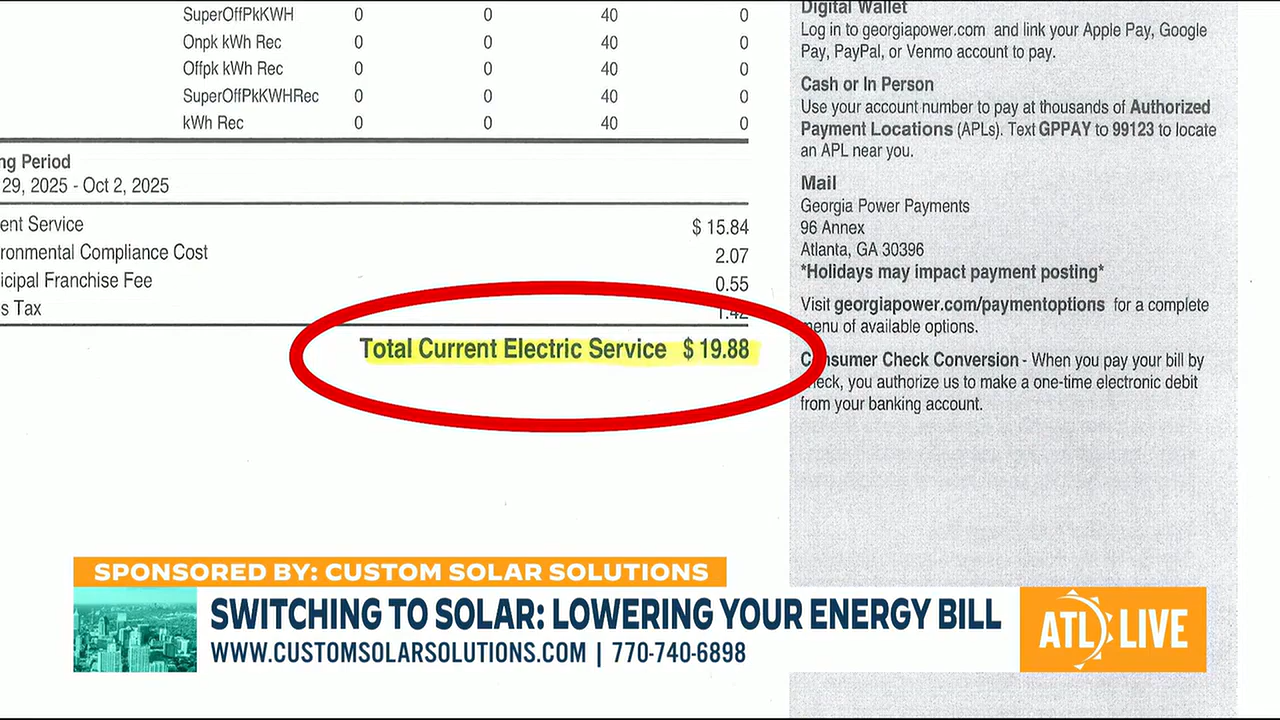 SuperOffPkKWH 0 0 40 0
Onpk kWh Rec 0 0 40 0
Offpk kWh Rec 0 0 40 0
SuperOffPkKWHRec 0 0 40 0
kWh Rec 0 0 40 0
ng Period
29, 2025 - Oct 2, 2025
ent Service $ 15.84
ronmental Compliance Cost 2.07
icipal Franchise Fee 0.55
s Tax 1.42
Total Current Electric Service $ 19.88
Digital Wallet
Log in to georgiapower.com and link your Apple Pay, Google
Pay, PayPal, or Venmo account to pay.
Cash or In Person
Use your account number to pay at thousands of Authorized
Payment Locations (APLs). Text GPPAY to 99123 to locate
an APL near you.
Mail
Georgia Power Payments
96 Annex
Atlanta, GA 30396
*Holidays may impact payment posting*
Visit georgiapower.com/paymentoptions for a complete
menu of available options.
Consumer Check Conversion - When you pay your bill by
check, you authorize us to make a one-time electronic debit
from your banking account.
SPONSORED BY: CUSTOM SOLAR SOLUTIONS
SWITCHING TO SOLAR: LOWERING YOUR ENERGY BILL
WWW.CUSTOMSOLARSOLUTIONS.COM | 770-740-6898
ATL LIVE